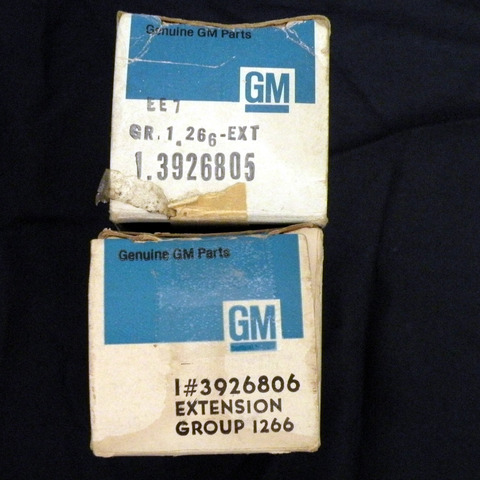 Genuine GM Parts
GM
EE7
GR. 1.266-EXT
1.3926805
Genuine GM Parts
GM
1#3926806
EXTENSION
GROUP 1266